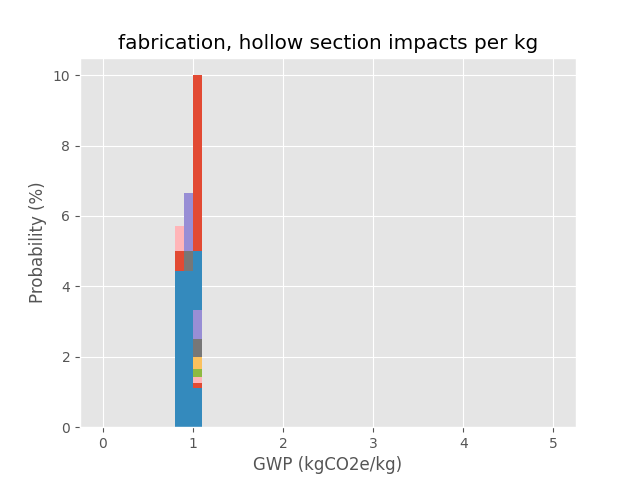 fabrication, hollow section impacts per kg
10
8
6
4
2
0
Probability (%)
0 1 2 3 4 5
GWP (kgCO2e/kg)